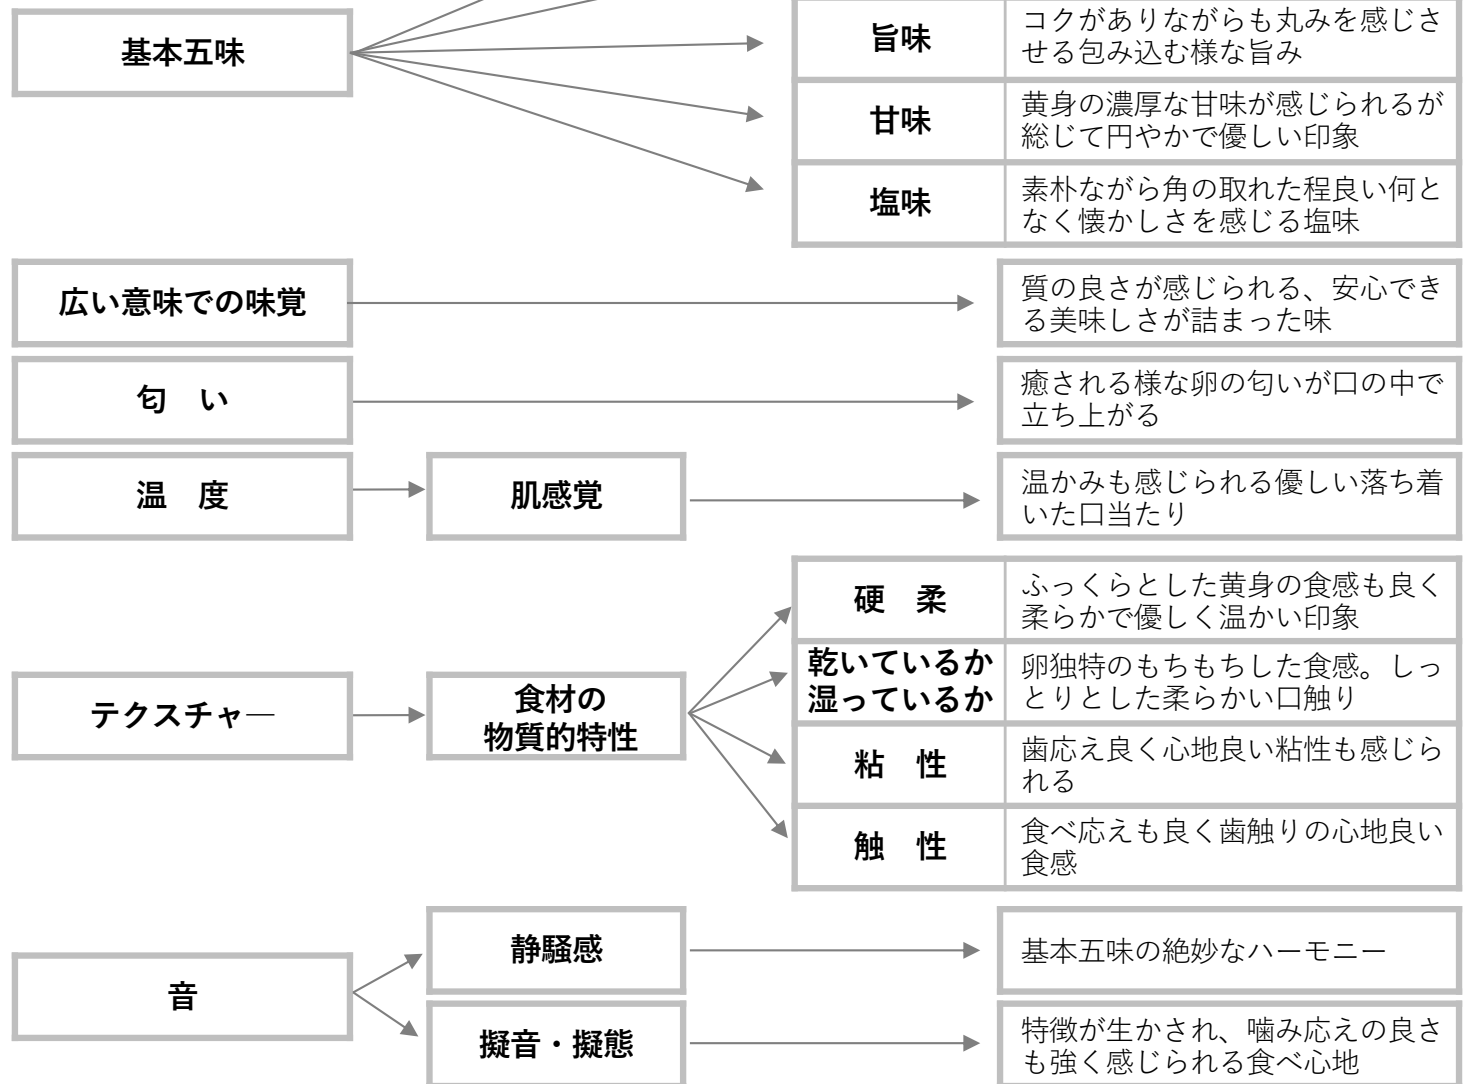 基本五味
旨味
コクがありながらも丸みを感じさ
せる包み込む様な旨み
甘味
黄身の濃厚な甘味が感じられるが
総じて円やかで優しい印象
塩味
素朴ながら角の取れた程良い何と
なく懐かしさを感じる塩味
広い意味での味覚
質の良さが感じられる、安心でき
る美味しさが詰まった味
匂　い
癒される様な卵の匂いが口の中で
立ち上がる
温　度
肌感覚
温かみも感じられる優しい落ち着
いた口当たり
テクスチャ―
食材の
物質的特性
硬　柔
ふっくらとした黄身の食感も良く
柔らかで優しく温かい印象
乾いているか
湿っているか
卵独特のもちもちした食感。しっ
とりとした柔らかい口触り
粘　性
歯応え良く心地良い粘性も感じら
れる
触　性
食べ応えも良く歯触りの心地良い
食感
音
静騒感
基本五味の絶妙なハーモニー
擬音・擬態
特徴が生かされ、噛み応えの良さ
も強く感じられる食べ心地